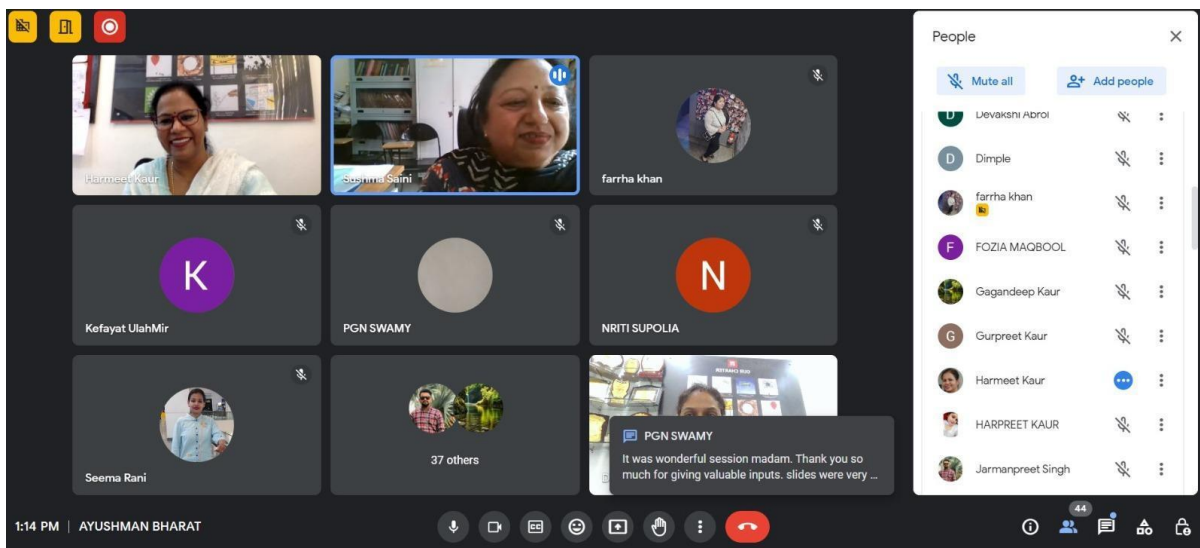 Harmeet Kaur
Sushma Saini
farrha khan
K
Kefayat UlahMir
PGN SWAMY
N
NRITI SUPOLIA
Seema Rani
37 others
PGN SWAMY
It was wonderful session madam. Thank you so
much for giving valuable inputs. slides were very ...
People
Mute all
Add people
D
Devakshi Abrol
D
Dimple
farrha khan
F
FOZIA MAQBOOL
Gagandeep Kaur
G
Gurpreet Kaur
Harmeet Kaur
HARPREET KAUR
Jarmanpreet Singh
1:14 PM | AYUSHMAN BHARAT
CC
44